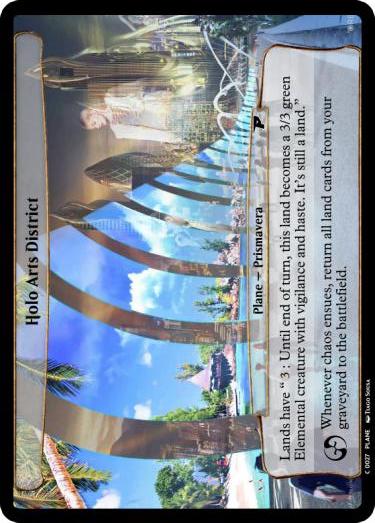 Holo Arts District
Plane — Prismavera
Lands have “ 3 : Until end of turn, this land becomes a 3/3 green
Elemental creature with vigilance and haste. It’s still a land.”
Whenever chaos ensues, return all land cards from your
graveyard to the battlefield.
C 0027 PLANE TIAGO SORISA